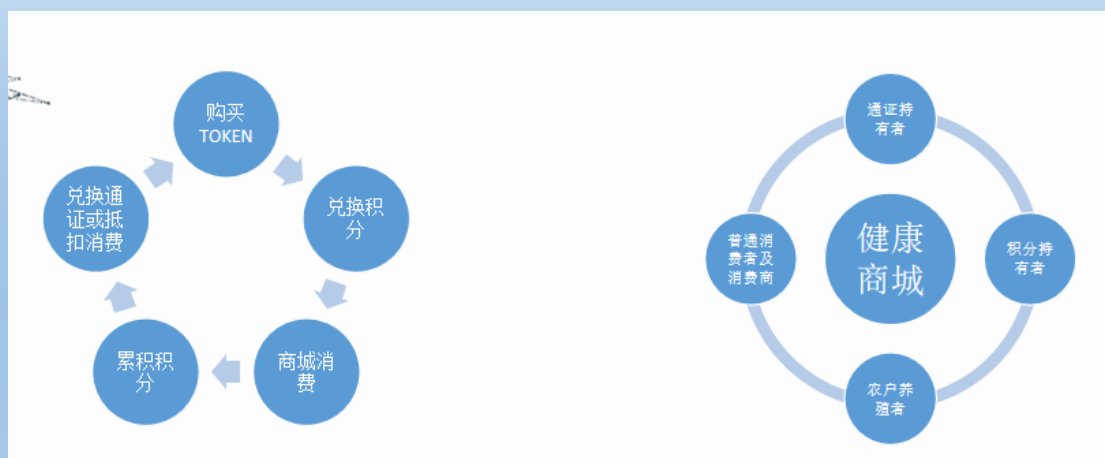 购买
TOKEN
兑换积
分
商城消
费
累积积
分
兑换通
证或抵
扣消费
健康
商城
通证持
有者
积分持
有者
农户养
殖者
普通消
费者及
消费商